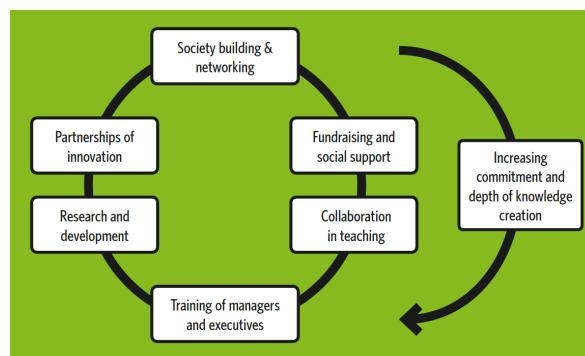 Society building &
networking
Partnerships of
innovation
Fundraising and
social support
Increasing
commitment and
depth of knowledge
creation
Research and
development
Collaboration
in teaching
Training of managers
and executives